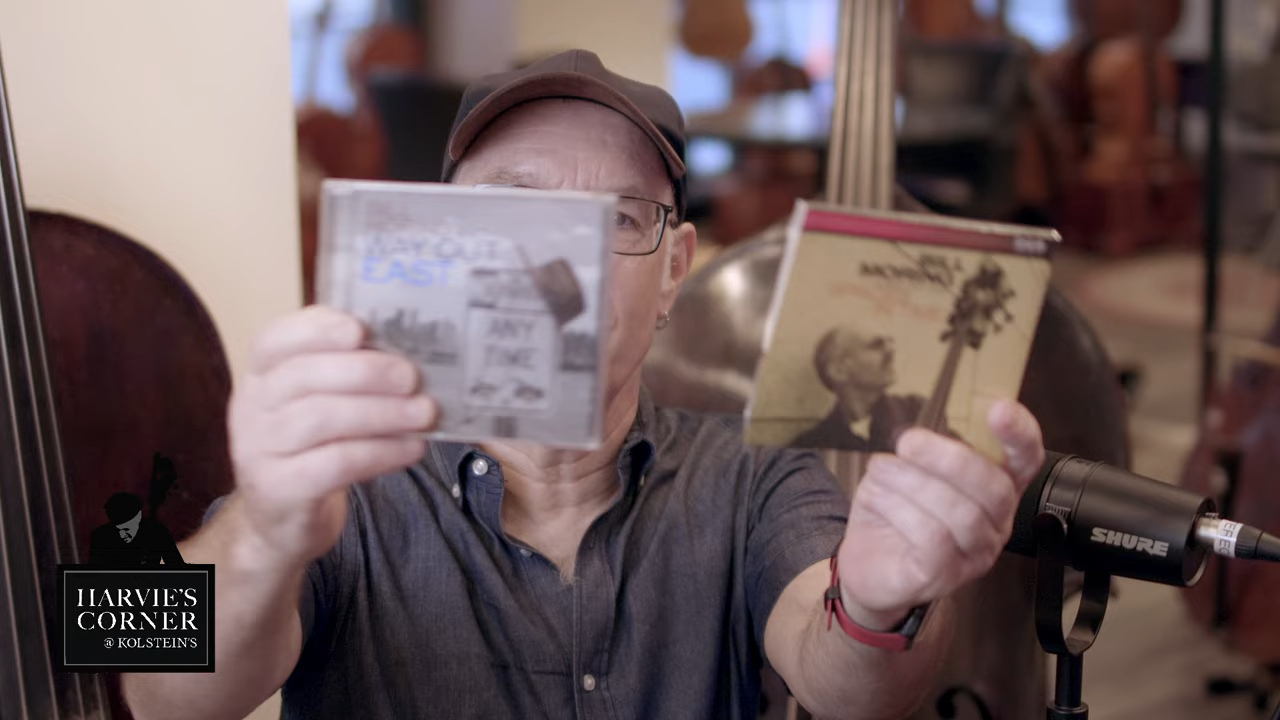 WAY OUT
EAST
ANY
TIME
SHURE
HARVIE'S
CORNER
@ KOLSTEIN'S